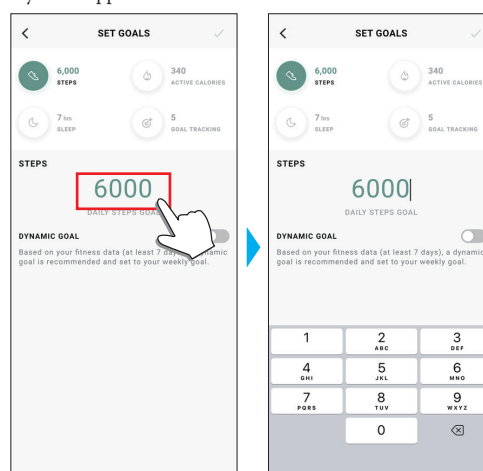 SET GOALS
6,000
STEPS
340
ACTIVE CALORIES
7 hrs
SLEEP
5
GOAL TRACKING
STEPS
6000
DAILY STEPS GOAL
DYNAMIC GOAL
Based on your fitness data (at least 7 days), a dynamic
goal is recommended and set to your weekly goal.
SET GOALS
6,000
STEPS
340
ACTIVE CALORIES
7 hrs
SLEEP
5
GOAL TRACKING
STEPS
6000
DAILY STEPS GOAL
DYNAMIC GOAL
Based on your fitness data (at least 7 days), a dynamic
goal is recommended and set to your weekly goal.
1
2
ABC
3
DEF
4
GHI
5
JKL
6
MNO
7
PQRS
8
TUV
9
WXYZ
0